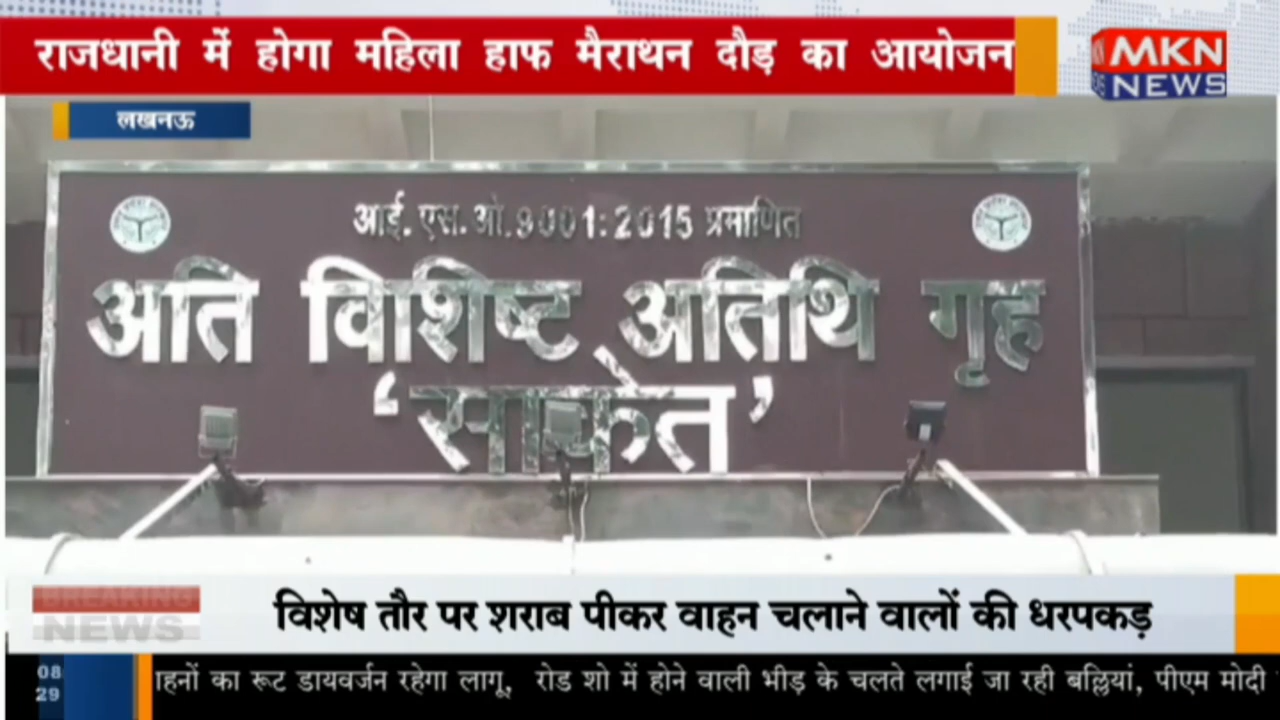 राजधानी में होगा महिला हाफ मैराथन दौड़ का आयोजन
MKN
NEWS
लखनऊ
आई.एस.ओ.9001:2015 प्रमाणित
अति विशिष्ट अतिथि गृह
‘साकेत’
BREAKING
NEWS
विशेष तौर पर शराब पीकर वाहन चलाने वालों की धरपकड़
08
29
ाहनों का रूट डायवर्जन रहेगा लागू, रोड शो में होने वाली भीड़ के चलते लगाई जा रही बल्लियां, पीएम मोदी